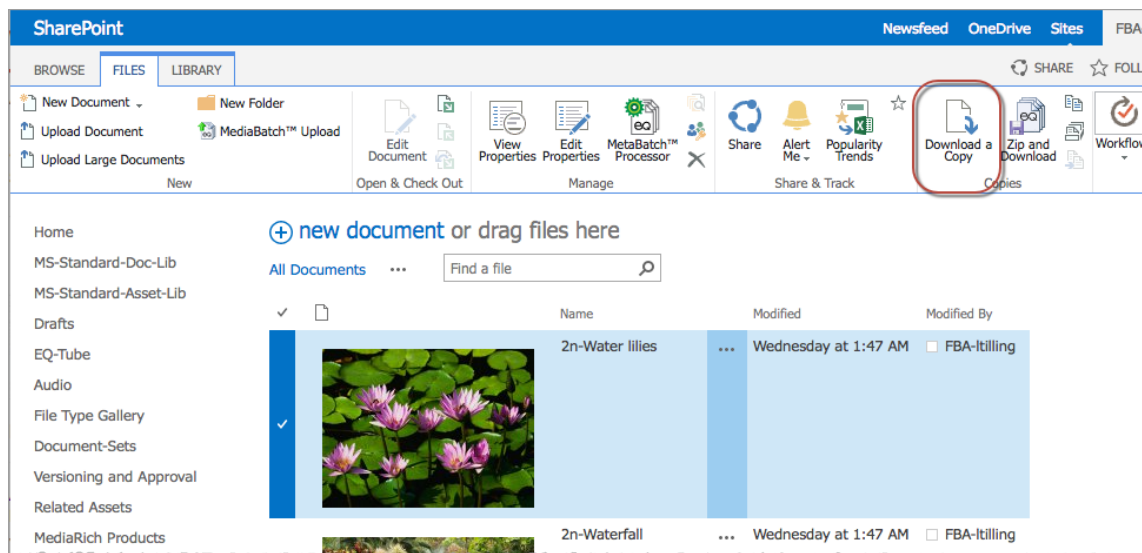 SharePoint
Newsfeed OneDrive Sites FBA-
BROWSE FILES LIBRARY SHARE FOLL
New Document
Upload Document
Upload Large Documents
New Folder
MediaBatch™ Upload
New
Edit Document
Open & Check Out
View Properties
Edit Properties
MetaBatch™ Processor
Manage
Share
Alert Me
Popularity Trends
Share & Track
Download a Copy
Zip and Download
Copies
Workflow
Home
MS-Standard-Doc-Lib
MS-Standard-Asset-Lib
Drafts
EQ-Tube
Audio
File Type Gallery
Document-Sets
Versioning and Approval
Related Assets
MediaRich Products
new document or drag files here
All Documents ... Find a file
Name Modified Modified By
2n-Water lilies ... Wednesday at 1:47 AM FBA-ltilling
2n-Waterfall ... Wednesday at 1:47 AM FBA-ltilling